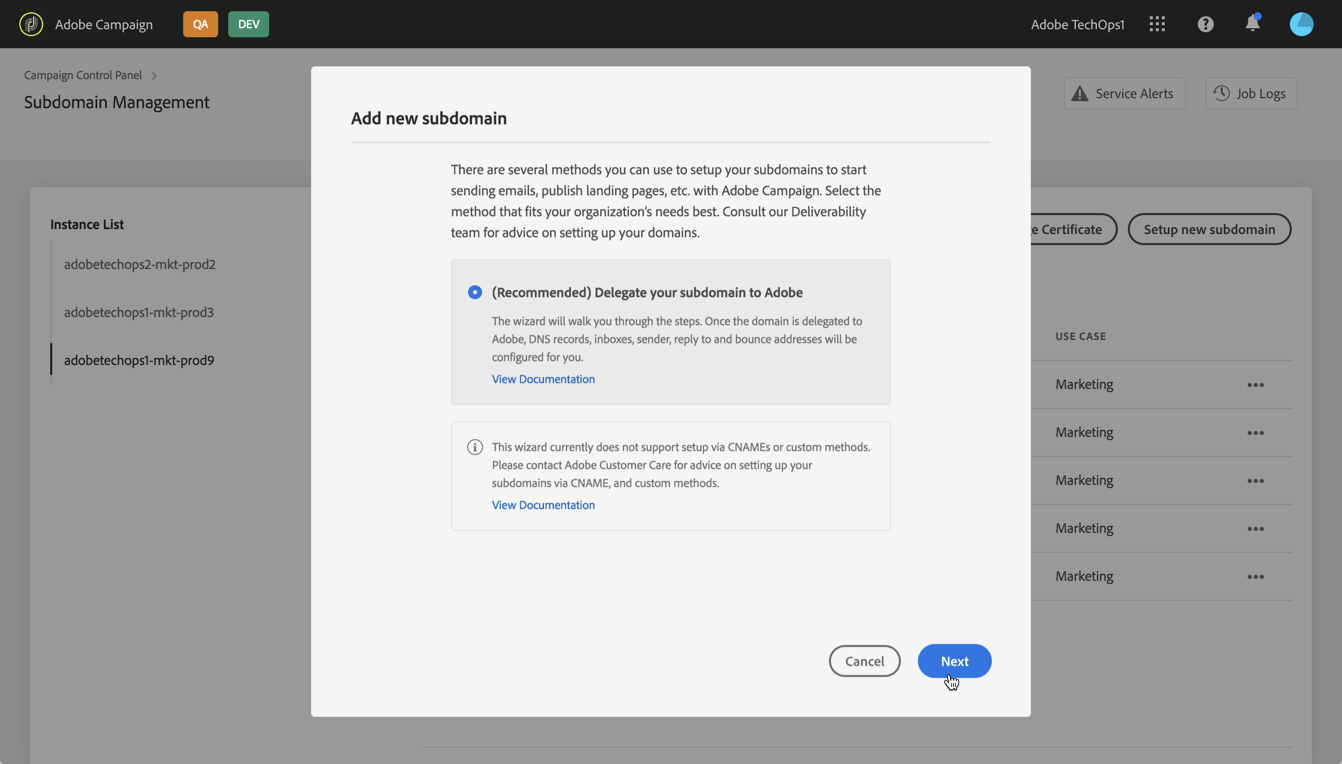 Adobe Campaign
QA
DEV
Adobe TechOps1
Campaign Control Panel
Subdomain Management
Service Alerts
Job Logs
Instance List
adobetechops2-mkt-prod2
adobetechops1-mkt-prod3
adobetechops1-mkt-prod9
Add new subdomain
There are several methods you can use to setup your subdomains to start
sending emails, publish landing pages, etc. with Adobe Campaign. Select the
method that fits your organization's needs best. Consult our Deliverability
team for advice on setting up your domains.
(Recommended) Delegate your subdomain to Adobe
The wizard will walk you through the steps. Once the domain is delegated to
Adobe, DNS records, inboxes, sender, reply to and bounce addresses will be
configured for you.
View Documentation
This wizard currently does not support setup via CNAMEs or custom methods.
Please contact Adobe Customer Care for advice on setting up your
subdomains via CNAME, and custom methods.
View Documentation
Cancel
Next
Certificate
Setup new subdomain
USE CASE
Marketing
Marketing
Marketing
Marketing
Marketing